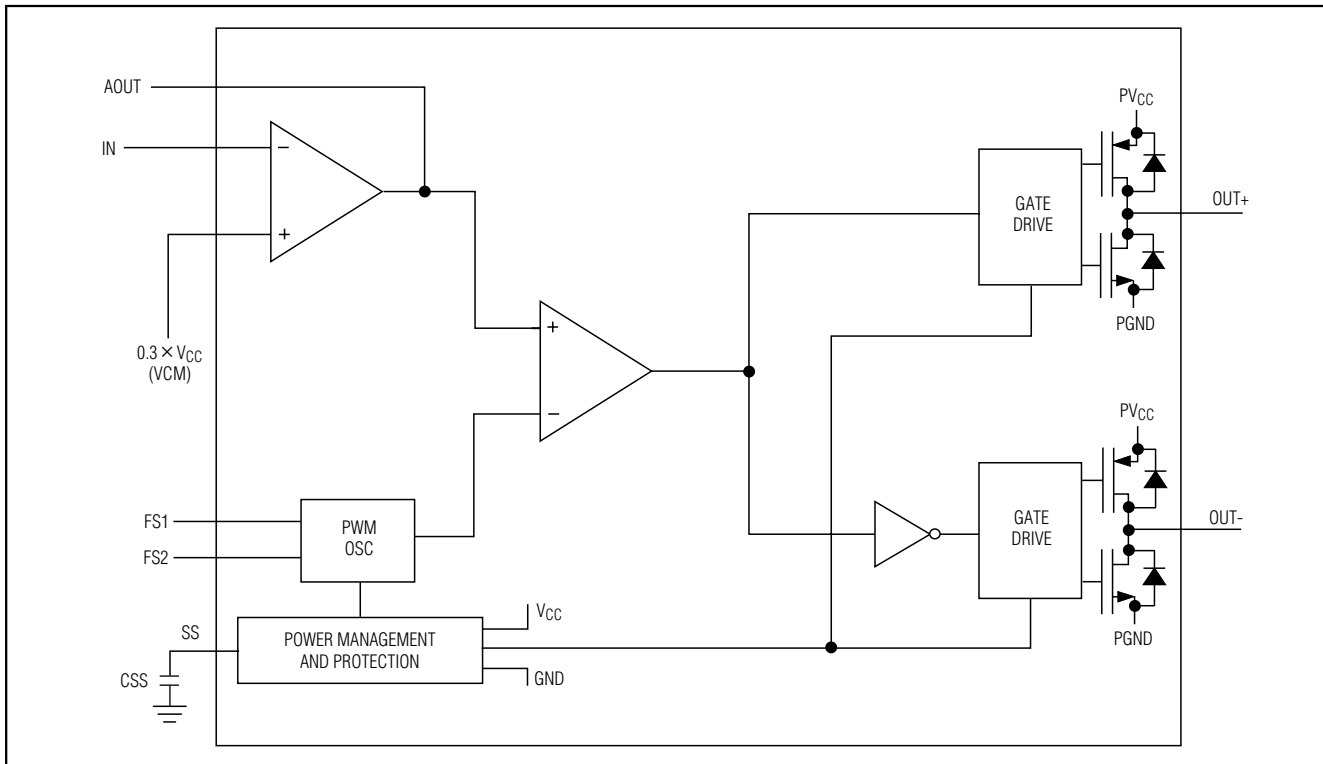 AOUT
IN
−
+
0.3 × VCC
(VCM)
+
−
FS1
FS2
PWM
OSC
SS
CSS
POWER MANAGEMENT
AND PROTECTION
VCC
GND
GATE
DRIVE
PVCC
OUT+
PGND
GATE
DRIVE
PVCC
OUT-
PGND